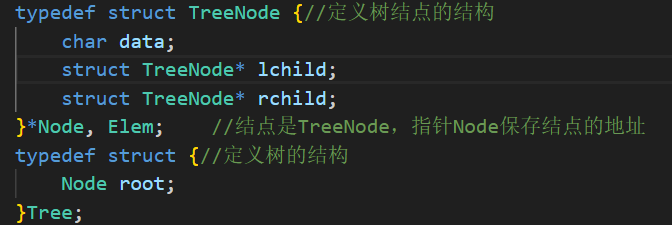 typedef struct TreeNode {//定义树结点的结构
    char data;
    struct TreeNode* lchild;
    struct TreeNode* rchild;
}*Node, Elem;    //结点是TreeNode，指针Node保存结点的地址
typedef struct {//定义树的结构
    Node root;
}Tree;